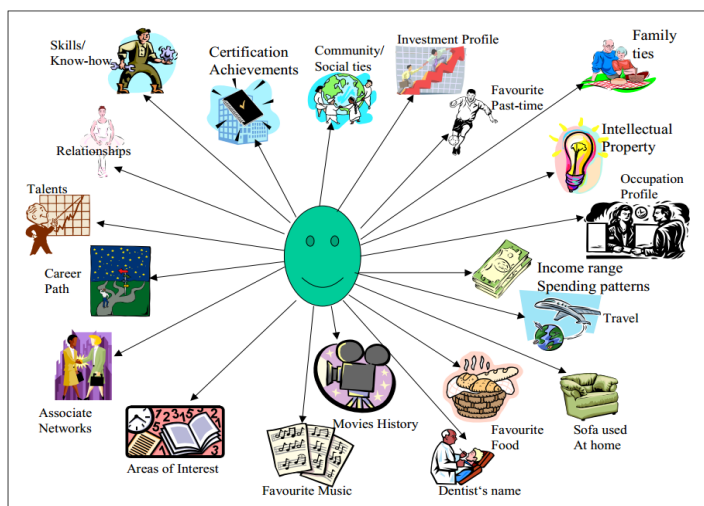 Skills/
Know-how
Certification
Achievements
Community/
Social ties
Investment Profile
Family
ties
Favourite
Past-time
Intellectual
Property
Relationships
Occupation
Profile
Talents
Career
Path
Income range
Spending patterns
Travel
Associate
Networks
Areas of Interest
Movies History
Favourite Music
Favourite
Food
Dentist‘s name
Sofa used
At home